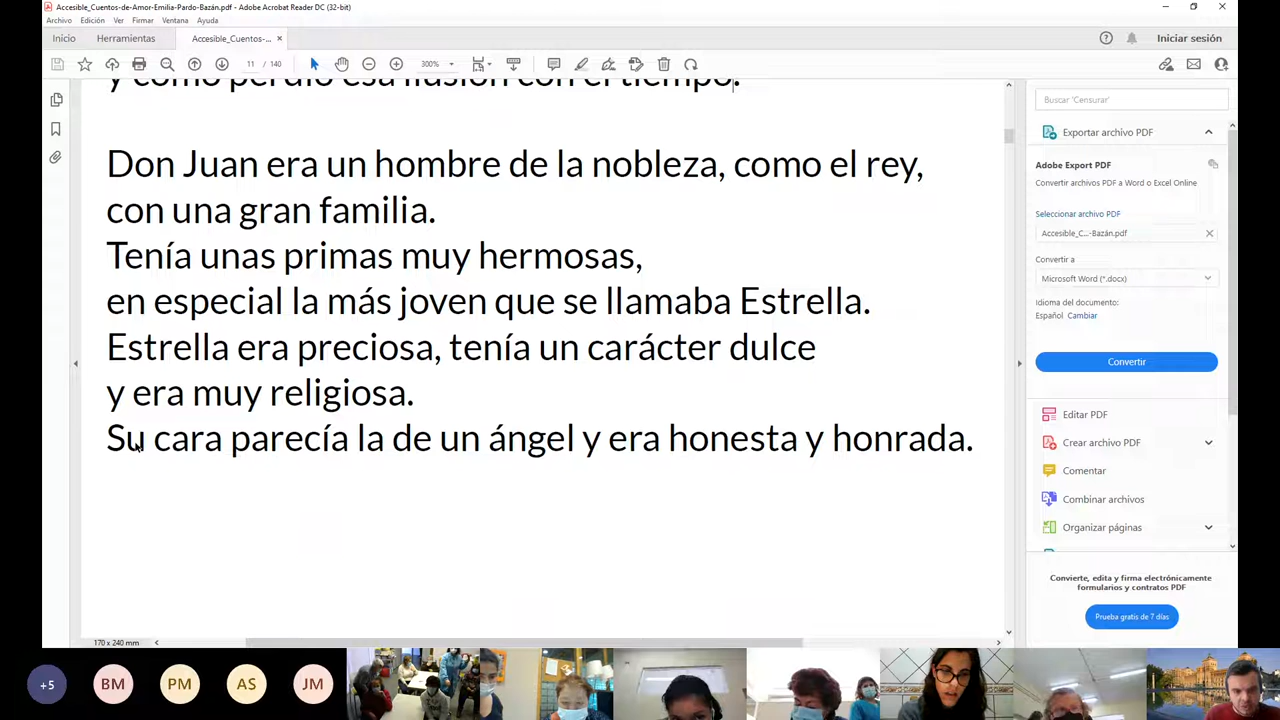 Accesible_Cuentos-de-Amor-Emilia-Pardo-Bazán.pdf - Adobe Acrobat Reader DC (32-bit)
Archivo Edición Ver Firmar Ventana Ayuda
Inicio Herramientas Accesible_Cuentos-... × Iniciar sesión
11 / 140 300%
y cómo perdió esa ilusión con el tiempo.
Don Juan era un hombre de la nobleza, como el rey,
con una gran familia.
Tenía unas primas muy hermosas,
en especial la más joven que se llamaba Estrella.
Estrella era preciosa, tenía un carácter dulce
y era muy religiosa.
Su cara parecía la de un ángel y era honesta y honrada.
170 x 240 mm
Buscar 'Censurar'
Exportar archivo PDF
Adobe Export PDF
Convertir archivos PDF a Word o Excel Online
Seleccionar archivo PDF
Accesible_C...-Bazán.pdf
Convertir a
Microsoft Word (*.docx)
Idioma del documento:
Español Cambiar
Convertir
Editar PDF
Crear archivo PDF
Comentar
Combinar archivos
Organizar páginas
Convierte, edita y firma electrónicamente
formularios y contratos PDF
Prueba gratis de 7 días
+5 BM PM AS JM